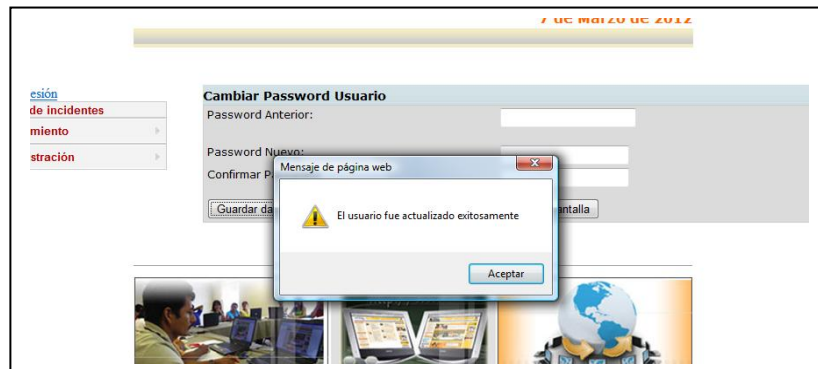 7 de Marzo de 2012
esión
de incidentes
miento
stración
Cambiar Password Usuario
Password Anterior:
Password Nuevo:
Confirmar P
Guardar da
antalla
Mensaje de página web
El usuario fue actualizado exitosamente
Aceptar